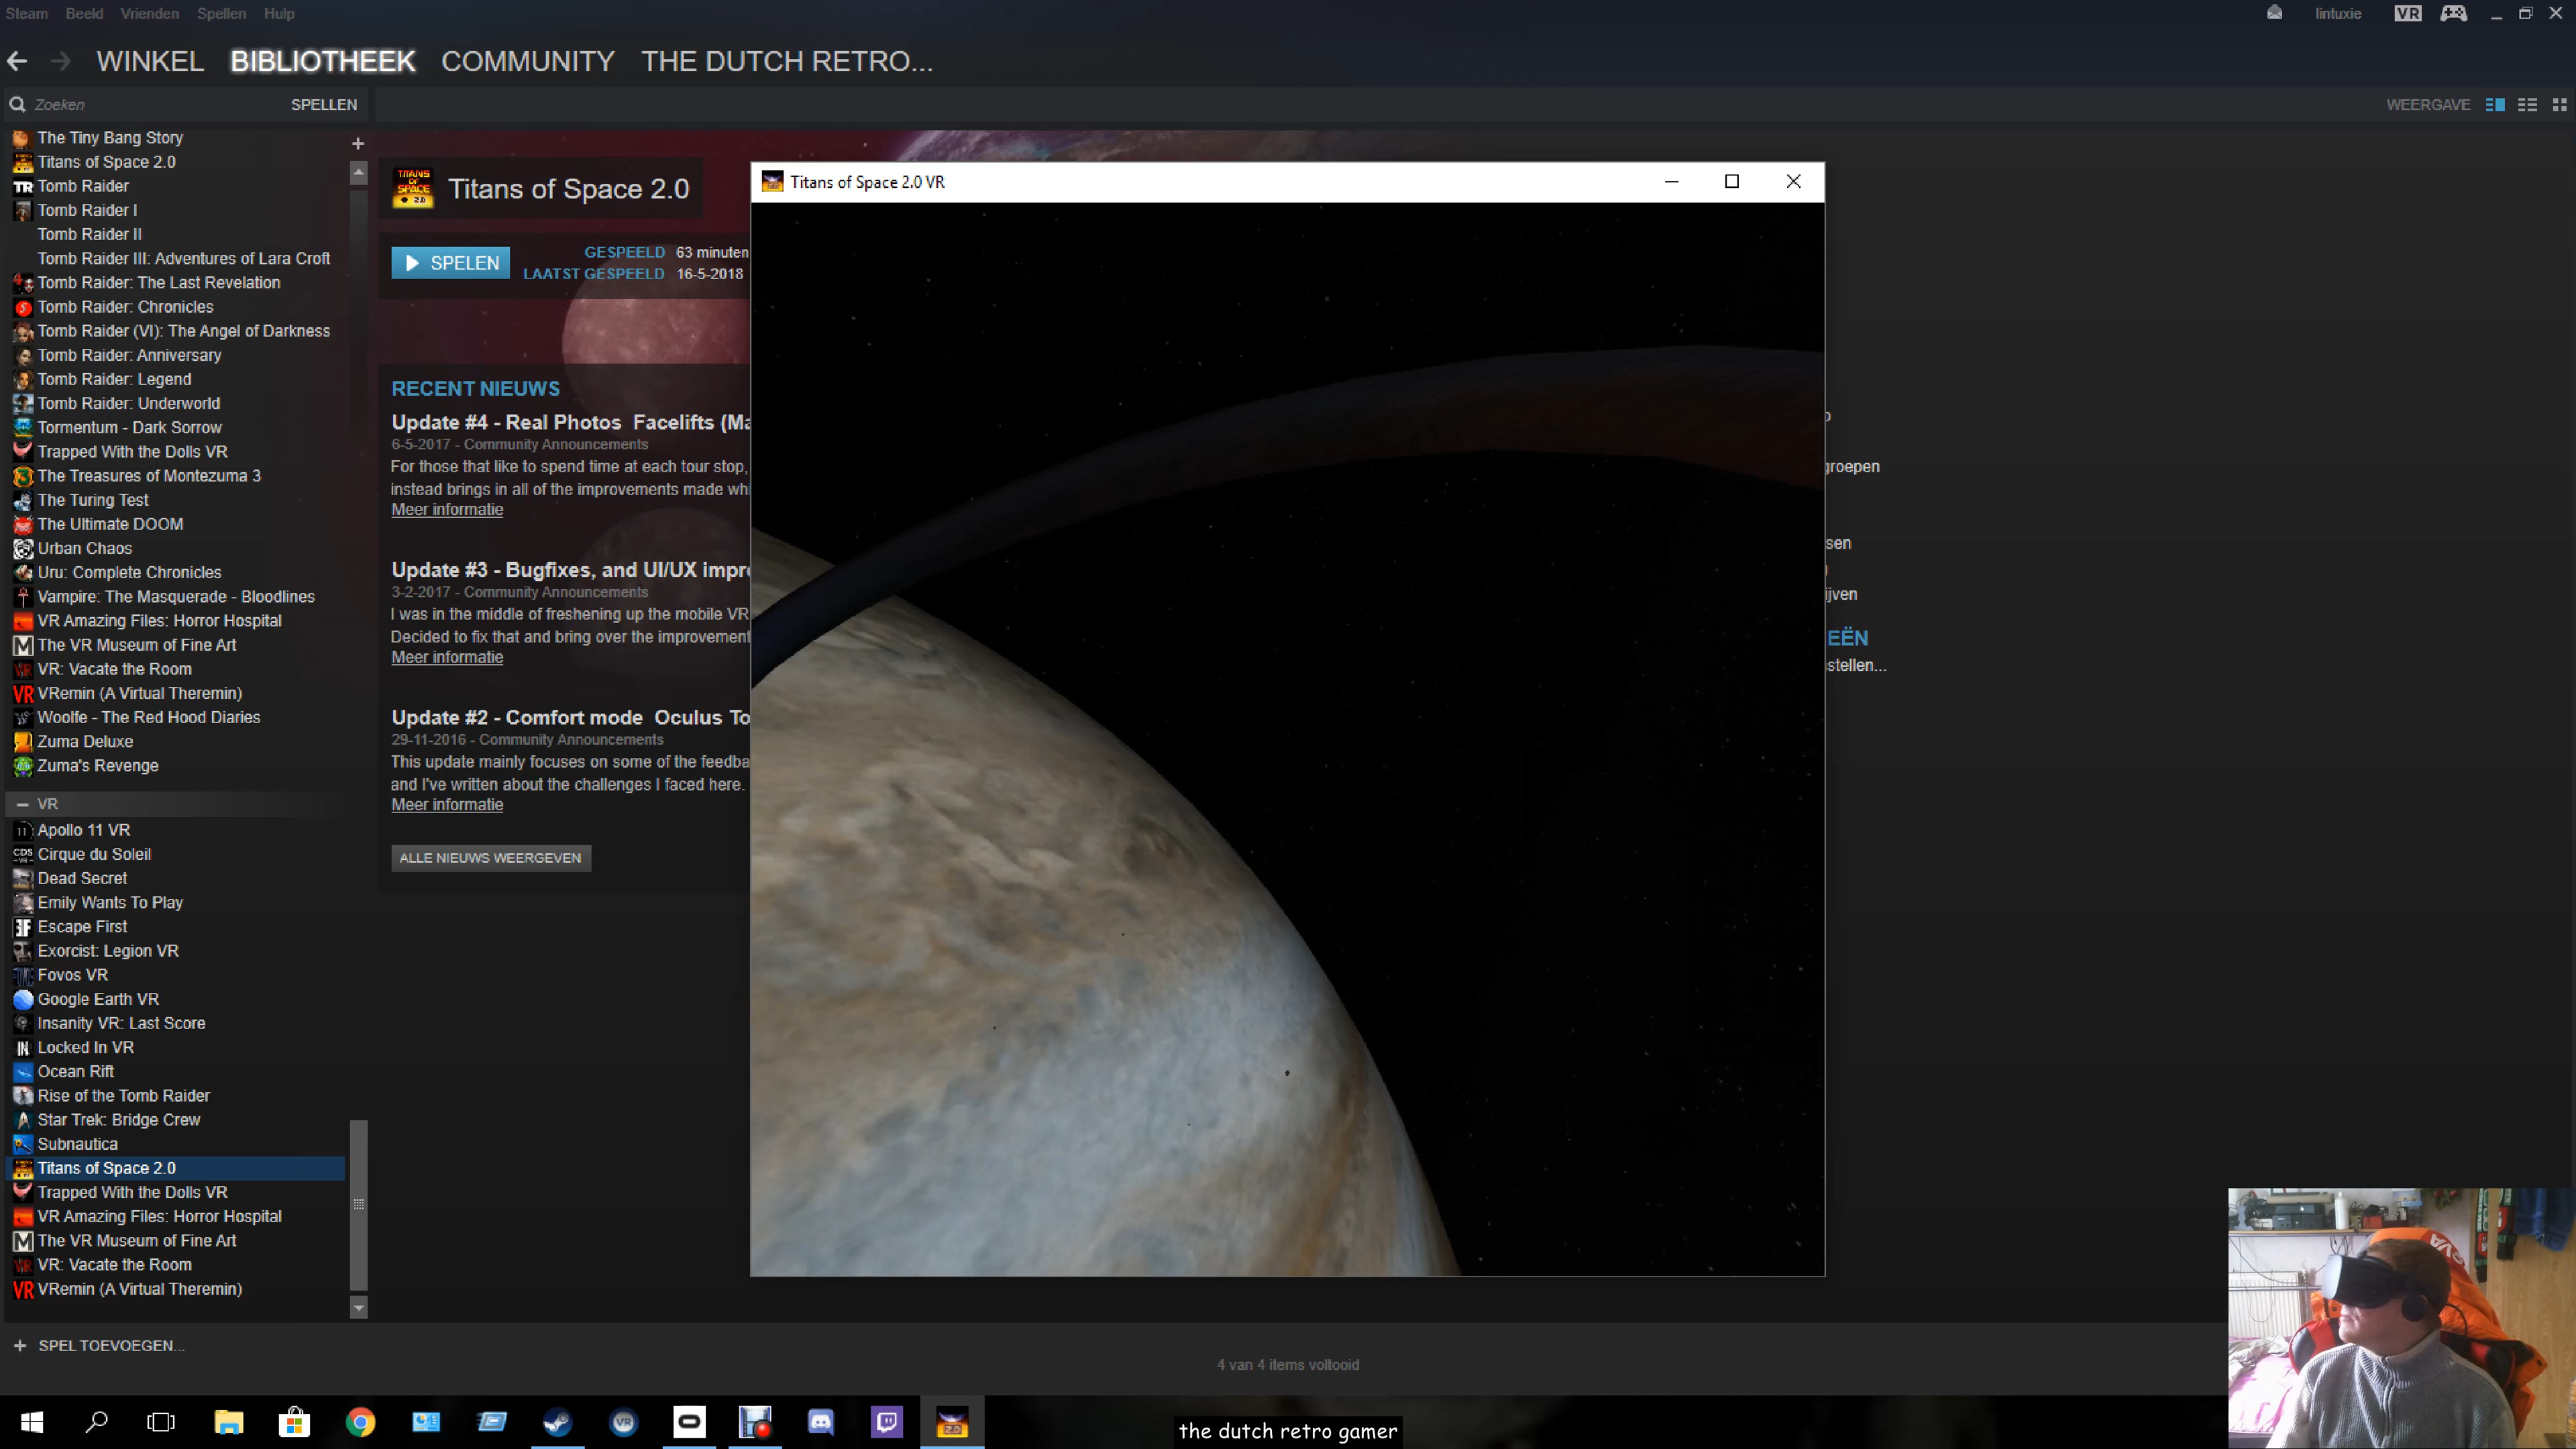 Steam Beeld Vrienden Spellen Hulp
lintuxie VR
WINKEL BIBLIOTHEEK COMMUNITY THE DUTCH RETRO...
Zoeken SPELLEN
WEERGAVE
The Tiny Bang Story
Titans of Space 2.0
Tomb Raider
Tomb Raider I
Tomb Raider II
Tomb Raider III: Adventures of Lara Croft
Tomb Raider: The Last Revelation
Tomb Raider: Chronicles
Tomb Raider (VI): The Angel of Darkness
Tomb Raider: Anniversary
Tomb Raider: Legend
Tomb Raider: Underworld
Tormentum - Dark Sorrow
Trapped With the Dolls VR
The Treasures of Montezuma 3
The Turing Test
The Ultimate DOOM
Urban Chaos
Uru: Complete Chronicles
Vampire: The Masquerade - Bloodlines
VR Amazing Files: Horror Hospital
The VR Museum of Fine Art
VR: Vacate the Room
VRemin (A Virtual Theremin)
Woolfe - The Red Hood Diaries
Zuma Deluxe
Zuma's Revenge
VR
Apollo 11 VR
Cirque du Soleil
Dead Secret
Emily Wants To Play
Escape First
Exorcist: Legion VR
Fovos VR
Google Earth VR
Insanity VR: Last Score
Locked In VR
Ocean Rift
Rise of the Tomb Raider
Star Trek: Bridge Crew
Subnautica
Titans of Space 2.0
Trapped With the Dolls VR
VR Amazing Files: Horror Hospital
The VR Museum of Fine Art
VR: Vacate the Room
VRemin (A Virtual Theremin)
SPEL TOEVOEGEN...
TITANS OF SPACE 2.0
Titans of Space 2.0
SPELEN
GESPEELD 63 minuten
LAATST GESPEELD 16-5-2018
RECENT NIEUWS
Update #4 - Real Photos Facelifts (Ma
6-5-2017 - Community Announcements
For those that like to spend time at each tour stop,
instead brings in all of the improvements made whi
Meer informatie
Update #3 - Bugfixes, and UI/UX impro
3-2-2017 - Community Announcements
I was in the middle of freshening up the mobile VR
Decided to fix that and bring over the improvement
Meer informatie
Update #2 - Comfort mode Oculus To
29-11-2016 - Community Announcements
This update mainly focuses on some of the feedba
and I've written about the challenges I faced here.
Meer informatie
ALLE NIEUWS WEERGEVEN
Titans of Space 2.0 VR
groepen
sen
ijven
EËN
stellen...
4 van 4 items voltooid
the dutch retro gamer